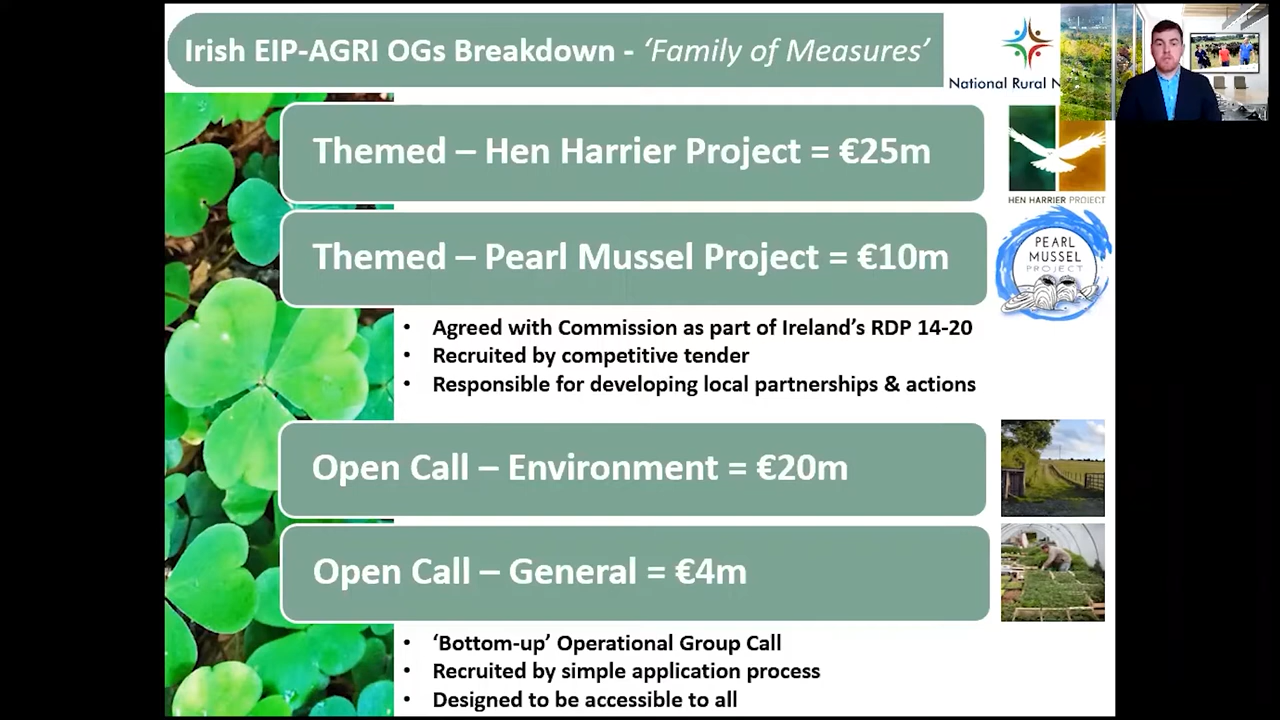 Irish EIP-AGRI OGs Breakdown - ‘Family of Measures’
National Rural N
Themed – Hen Harrier Project = €25m
HEN HARRIER PROJECT
Themed – Pearl Mussel Project = €10m
PEARL
MUSSEL
PROJECT
• Agreed with Commission as part of Ireland’s RDP 14-20
• Recruited by competitive tender
• Responsible for developing local partnerships & actions
Open Call – Environment = €20m
Open Call – General = €4m
• ‘Bottom-up’ Operational Group Call
• Recruited by simple application process
• Designed to be accessible to all